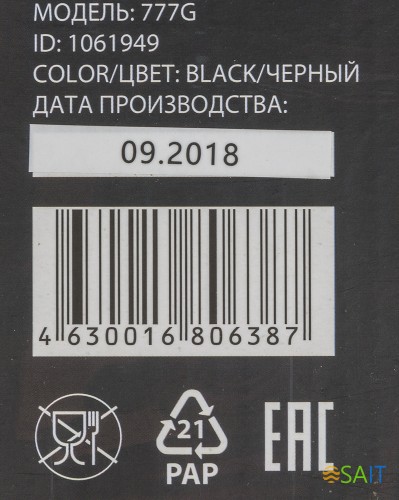 МОДЕЛЬ: 777G
ID: 1061949
COLOR/ЦВЕТ: BLACK/ЧЕРНЫЙ
ДАТА ПРОИЗВОДСТВА:
09.2018
4 630016 806387
21
PAP
EAC
SAIT